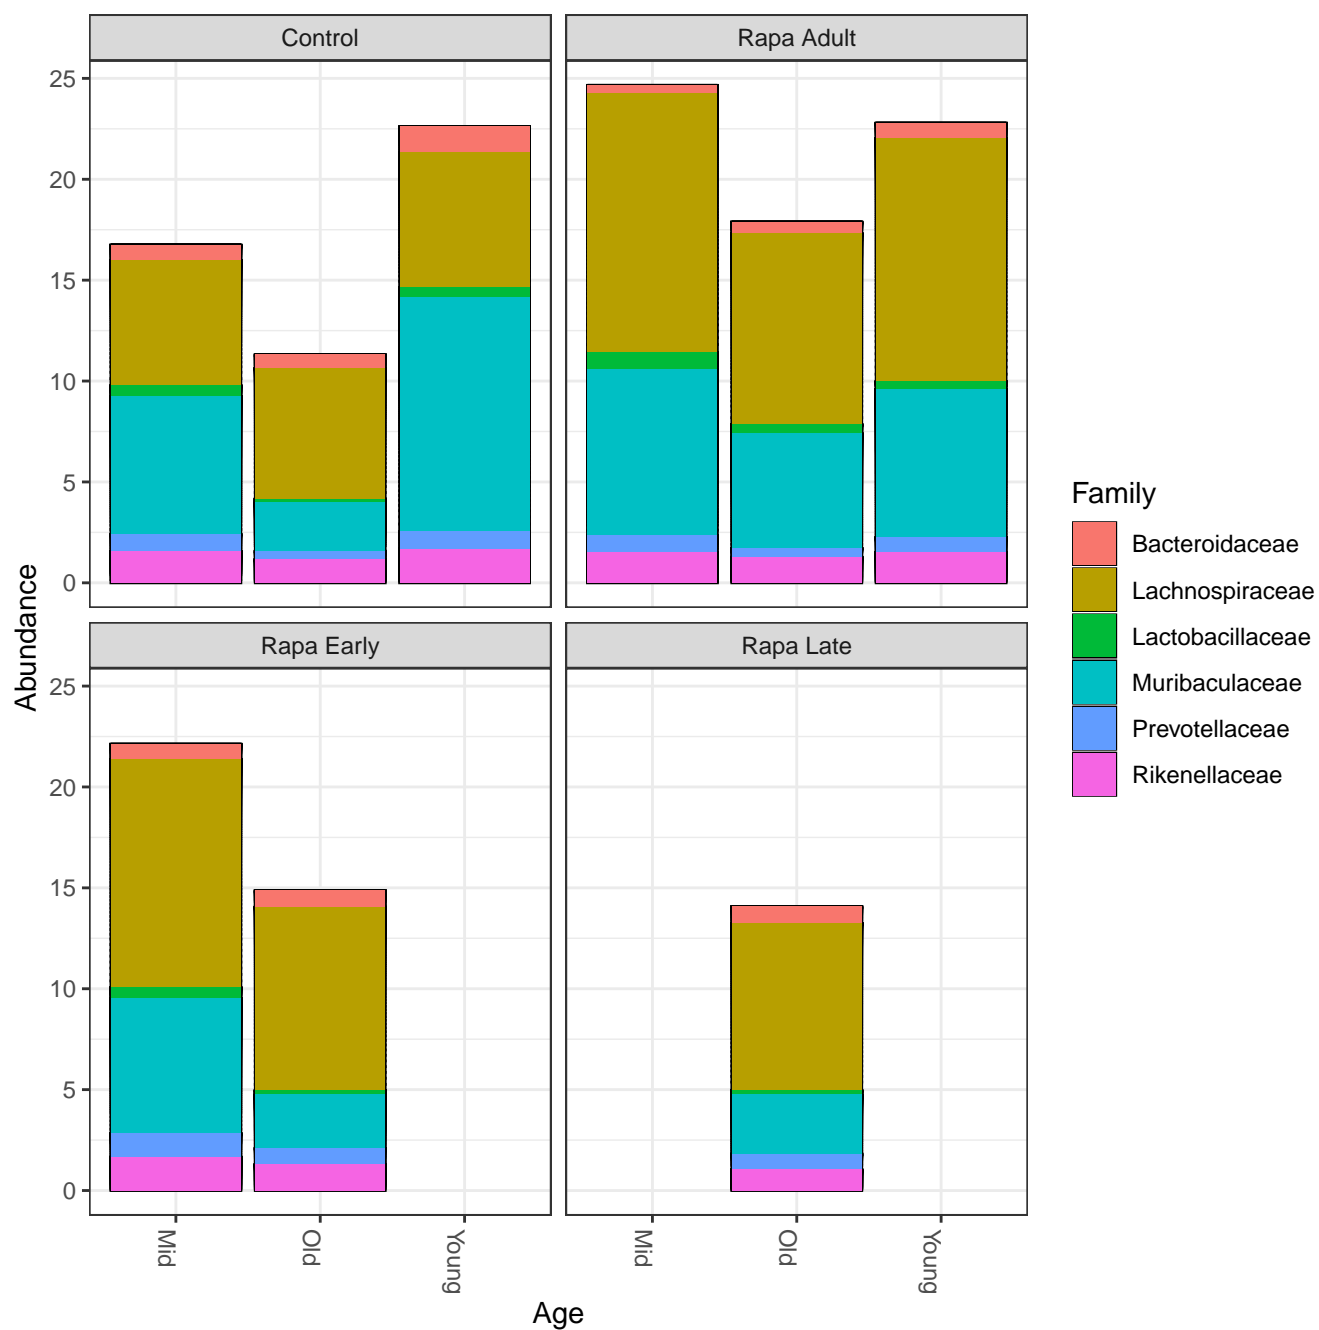 Control
Rapa Adult
25
20
15
10
5
0
Rapa Early
Rapa Late
25
20
15
10
5
0
Mid
Old
Young
Mid
Old
Young
Age
Abundance
Family
Bacteroidaceae
Lachnospiraceae
Lactobacillaceae
Muribaculaceae
Prevotellaceae
Rikenellaceae